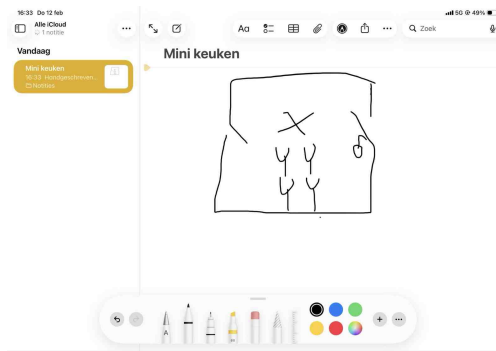 16:33 Do 12 feb
5G 49%
Alle iCloud
1 notitie
Aa
Zoek
Vandaag
Mini keuken
16:33 Handgeschreven...
Notities
Mini keuken
X
A